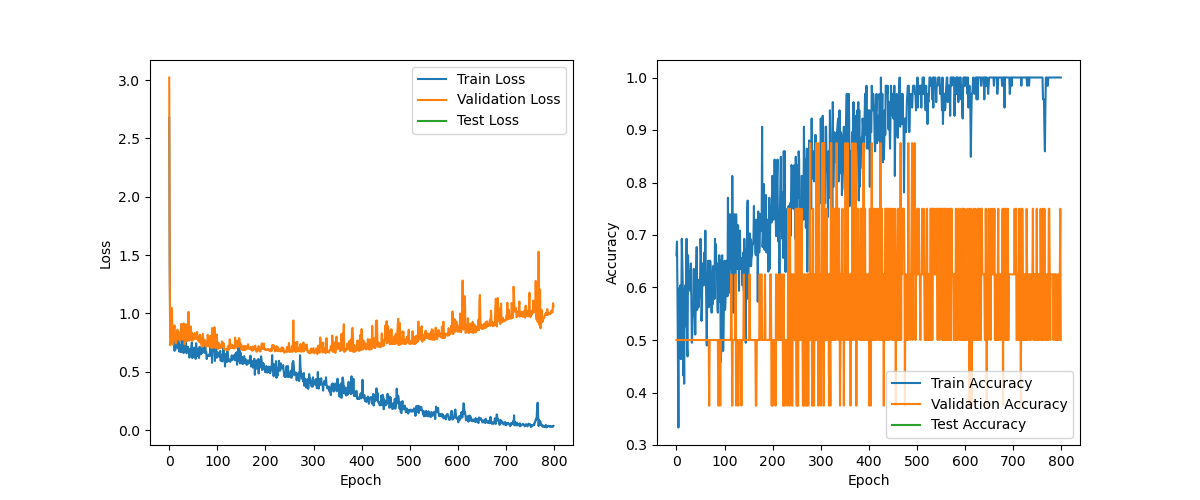 3.0
2.5
2.0
1.5
1.0
0.5
0.0
Loss
0 100 200 300 400 500 600 700 800
Epoch
Train Loss
Validation Loss
Test Loss
1.0
0.9
0.8
0.7
0.6
0.5
0.4
0.3
Accuracy
0 100 200 300 400 500 600 700 800
Epoch
Train Accuracy
Validation Accuracy
Test Accuracy